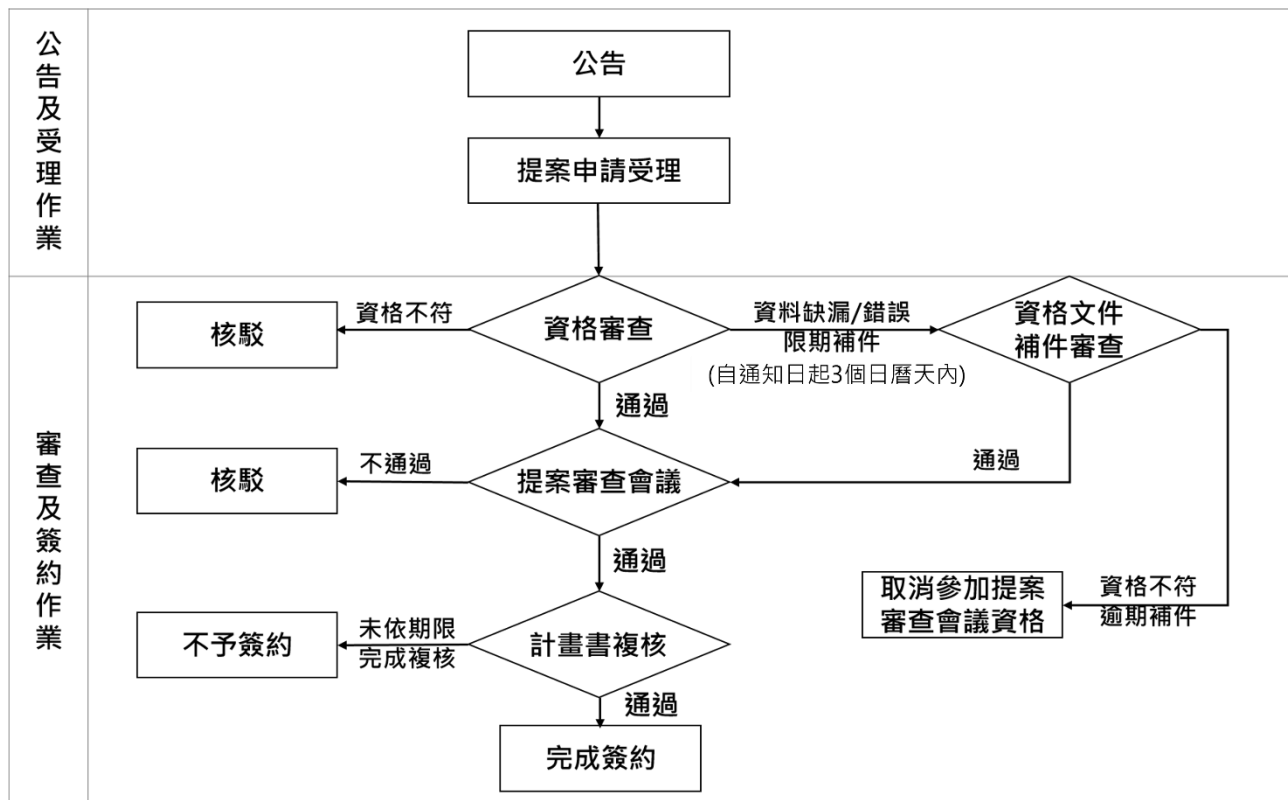 公告及受理作業
公告
提案申請受理
審查及簽約作業
核駁
資格不符
資格審查
資料缺漏/錯誤
限期補件
(自通知日起3個日曆天內)
資格文件
補件審查
通過
核駁
不通過
提案審查會議
通過
通過
取消參加提案
審查會議資格
資格不符
逾期補件
不予簽約
未依期限
完成複核
計畫書複核
通過
完成簽約